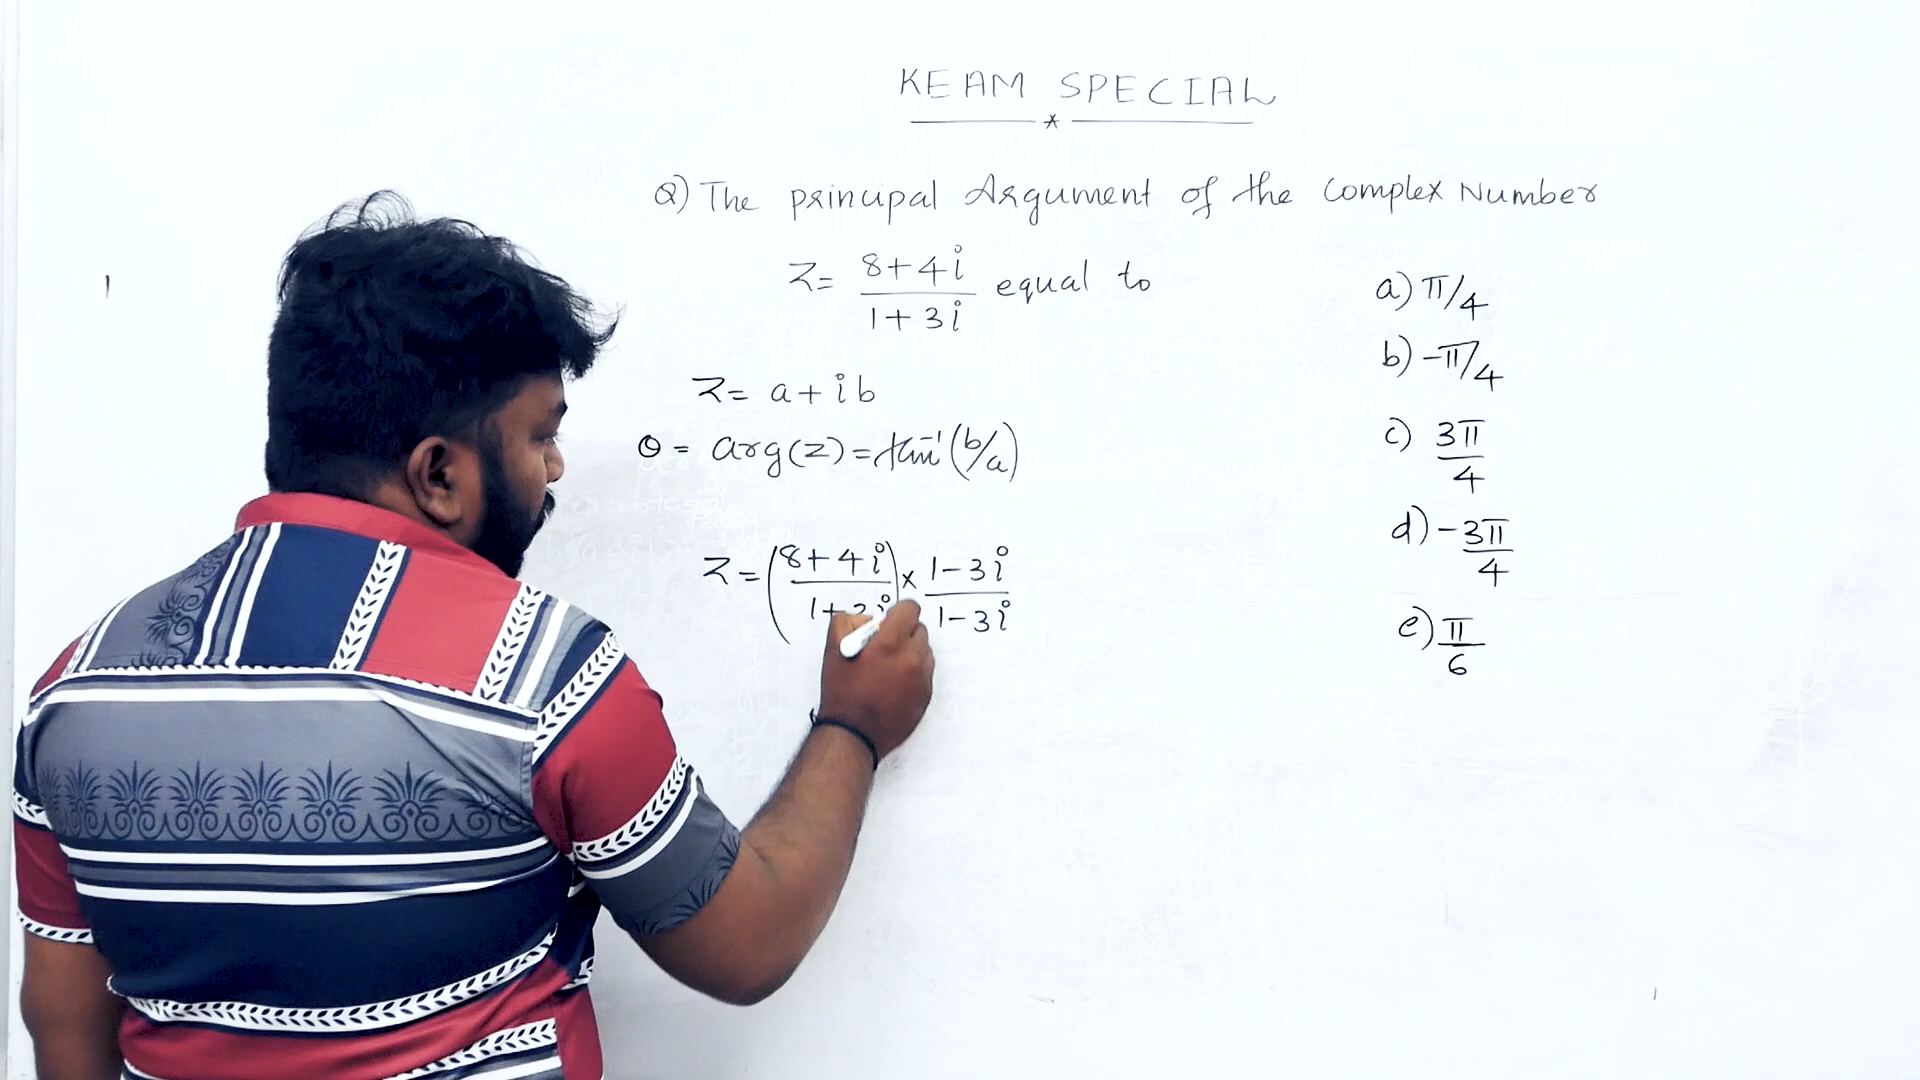 KEAM SPECIAL
*
Q) The principal Argument of the Complex Number
Z = 8+4i / 1+3i equal to
a) π/4
b) -π/4
c) 3π/4
d) -3π/4
e) π/6
Z = a+ib
θ = arg(z) = tan⁻¹(b/a)
Z = (8+4i / 1+3i) × 1-3i / 1-3i